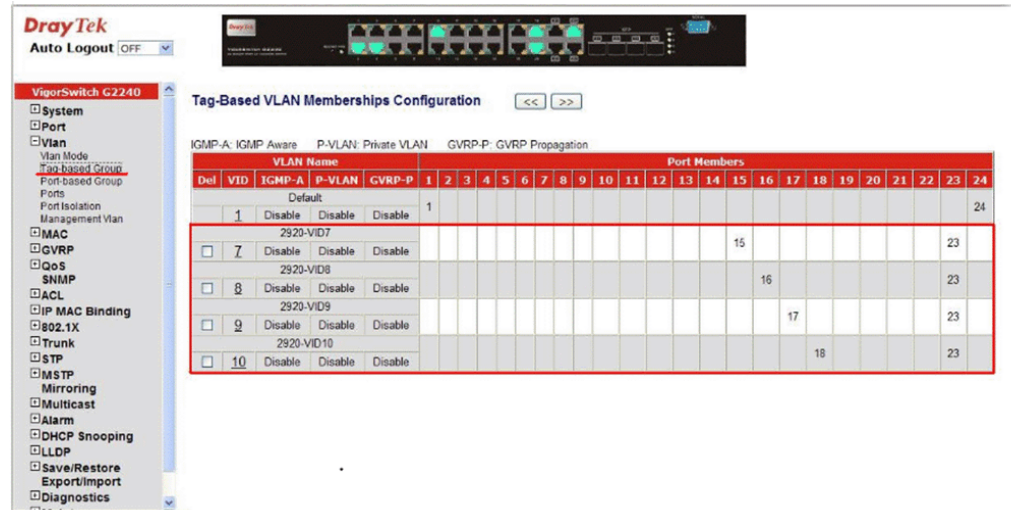 DrayTek
Auto Logout OFF
VigorSwitch G2240
System
Port
Vlan
Vlan Mode
Tag-based Group
Port-based Group
Ports
Port Isolation
Management Vlan
MAC
GVRP
QoS
SNMP
ACL
IP MAC Binding
802.1X
Trunk
STP
MSTP
Mirroring
Multicast
Alarm
DHCP Snooping
LLDP
Save/Restore
Export/Import
Diagnostics
Tag-Based VLAN Memberships Configuration << >>
IGMP-A: IGMP Aware P-VLAN: Private VLAN GVRP-P: GVRP Propagation
VLAN Name Port Members
Del VID IGMP-A P-VLAN GVRP-P 1 2 3 4 5 6 7 8 9 10 11 12 13 14 15 16 17 18 19 20 21 22 23 24
Default
1 Disable Disable Disable 1 24
2920-VID7
7 Disable Disable Disable 15 23
2920-VID8
8 Disable Disable Disable 16 23
2920-VID9
9 Disable Disable Disable 17 23
2920-VID10
10 Disable Disable Disable 18 23